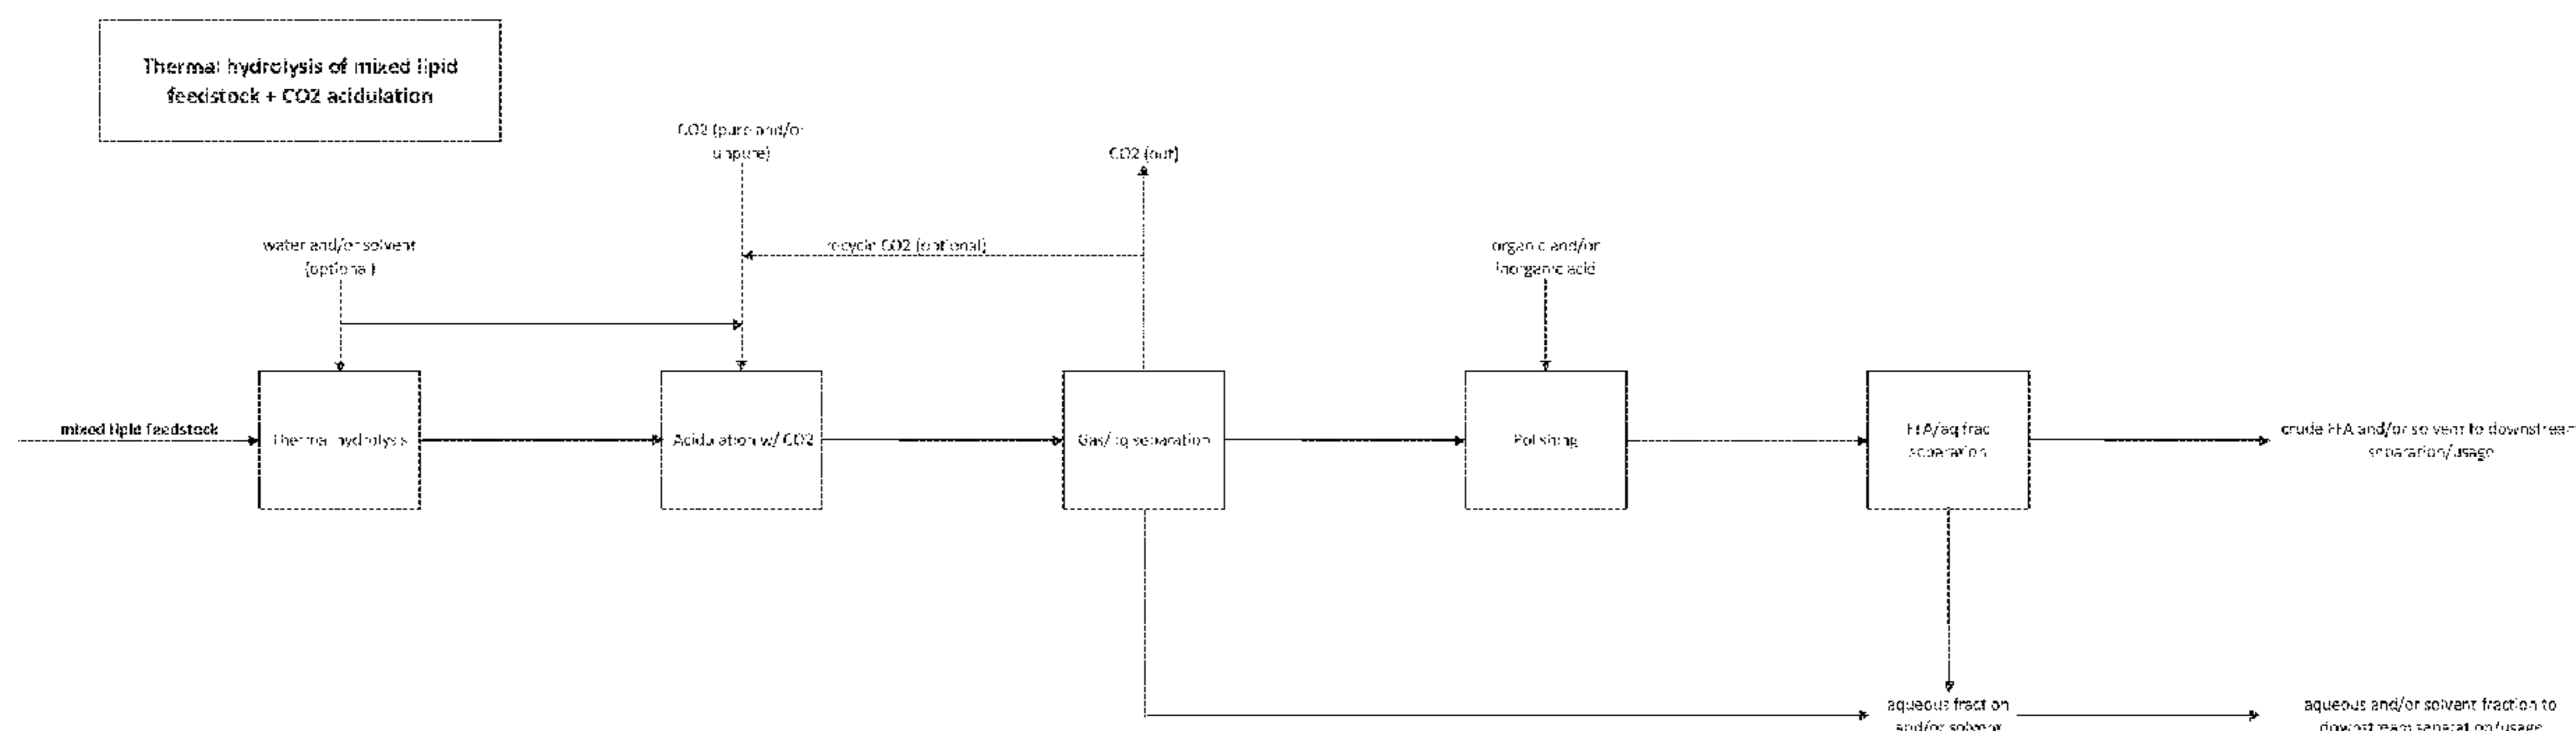 Thermal hydrolysis of mixed lipid
feedstock + CO2 acidulation
CO2 (pure and/or
unpure)
CO2 (out)
water and/or solvent
(optional)
recycle CO2 (optional)
organic and/or
inorganic acid
mixed lipid feedstock
Thermal hydrolysis
Acidulation w/ CO2
Gas/liq separation
Polishing
FFA/aq frac
separation
crude FFA and/or solvent to downstream
separation/usage
aqueous fraction
and/or solvent
aqueous and/or solvent fraction to
downstream separation/usage